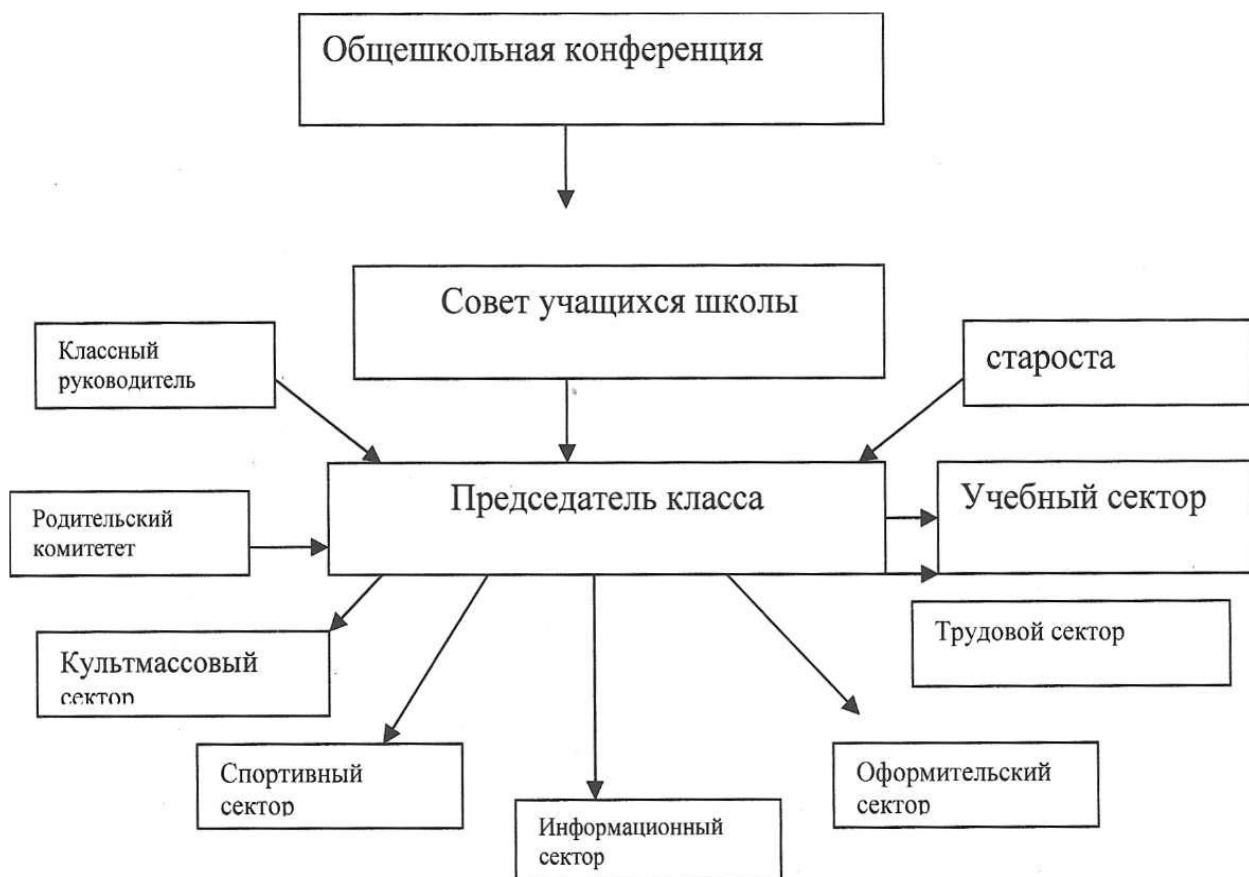 Общешкольная конференция
Совет учащихся школы
Классный
руководитель
староста
Председатель класса
Учебный сектор
Родительский
комитетет
Трудовой сектор
Культмассовый
сектор
Спортивный
сектор
Оформительский
сектор
Информационный
сектор